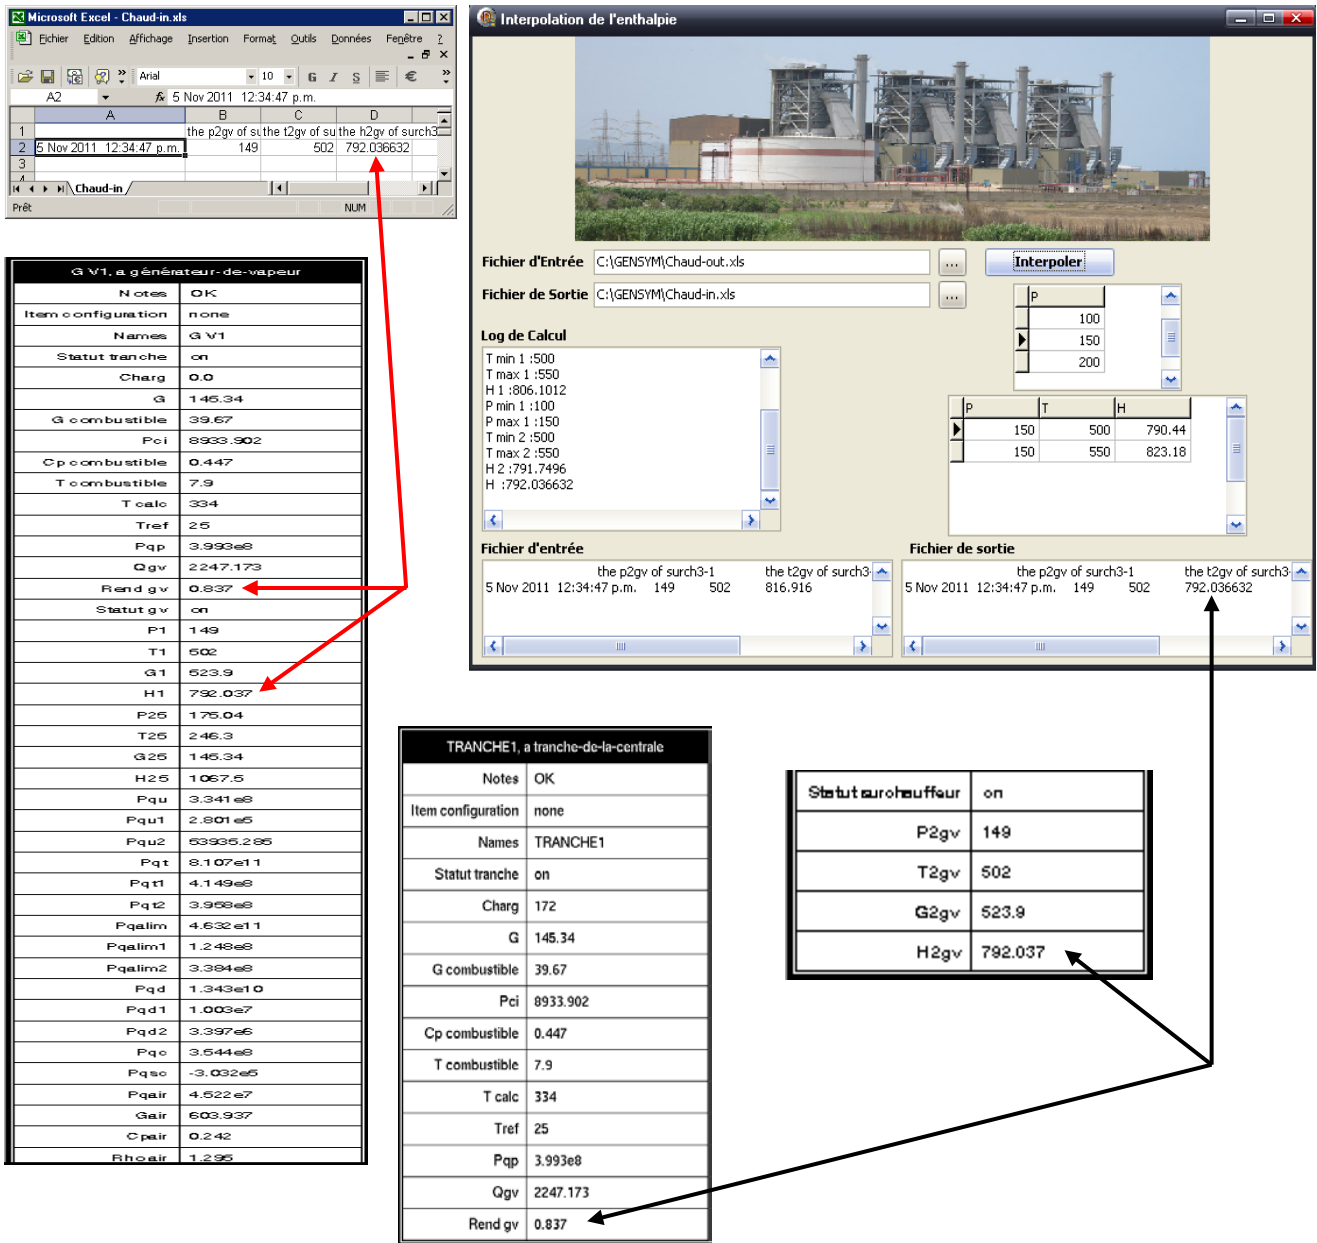 Microsoft Excel - Chaud-in.xls
Fichier Edition Affichage Insertion Format Outils Données Fenêtre ?
Arial 10 G I S €
A2 fx 5 Nov 2011 12:34:47 p.m.
A B C D
1 the p2gv of su the t2gv of su the h2gv of surch3
2 5 Nov 2011 12:34:47 p.m. 149 502 792.036632
3
4
Chaud-in
Prêt NUM
Interpolation de l'enthalpie
Fichier d'Entrée C:\GENSYM\Chaud-out.xls ... Interpoler
Fichier de Sortie C:\GENSYM\Chaud-in.xls ...
P
100
150
200
Log de Calcul
T min 1 :500
T max 1 :550
H 1 :806.1012
P min 1 :100
P max 1 :150
T min 2 :500
T max 2 :550
H 2 :791.7496
H :792.036632
P T H
150 500 790.44
150 550 823.18
Fichier d'entrée
the p2gv of surch3-1 the t2gv of surch3-
5 Nov 2011 12:34:47 p.m. 149 502 816.916
Fichier de sortie
the p2gv of surch3-1 the t2gv of surch3-
5 Nov 2011 12:34:47 p.m. 149 502 792.036632
GV1, a générateur-de-vapeur
Notes OK
Item configuration none
Names GV1
Statut tranche on
Charg 0.0
G 145.34
G combustible 39.67
Pci 8933.902
Cp combustible 0.447
T combustible 7.9
T calc 334
Tref 25
Pqp 3.993e8
Qgv 2247.173
Rend gv 0.837
Statut gv on
P1 149
T1 502
G1 523.9
H1 792.037
P25 175.04
T25 246.3
G25 145.34
H25 1067.5
Pqu 3.341e8
Pqu1 2.801e5
Pqu2 53935.285
Pqt 8.107e11
Pqt1 4.149e8
Pqt2 3.958e8
Pqalim 4.632e11
Pqalim1 1.248e8
Pqalim2 3.384e8
Pqd 1.343e10
Pqd1 1.003e7
Pqd2 3.397e6
Pqc 3.544e8
Pqsc -3.032e5
Pqair 4.522e7
Gair 603.937
Cpair 0.242
Rhoair 1.295
TRANCHE1, a tranche-de-la-centrale
Notes OK
Item configuration none
Names TRANCHE1
Statut tranche on
Charg 172
G 145.34
G combustible 39.67
Pci 8933.902
Cp combustible 0.447
T combustible 7.9
T calc 334
Tref 25
Pqp 3.993e8
Qgv 2247.173
Rend gv 0.837
Statut surchauffeur on
P2gv 149
T2gv 502
G2gv 523.9
H2gv 792.037